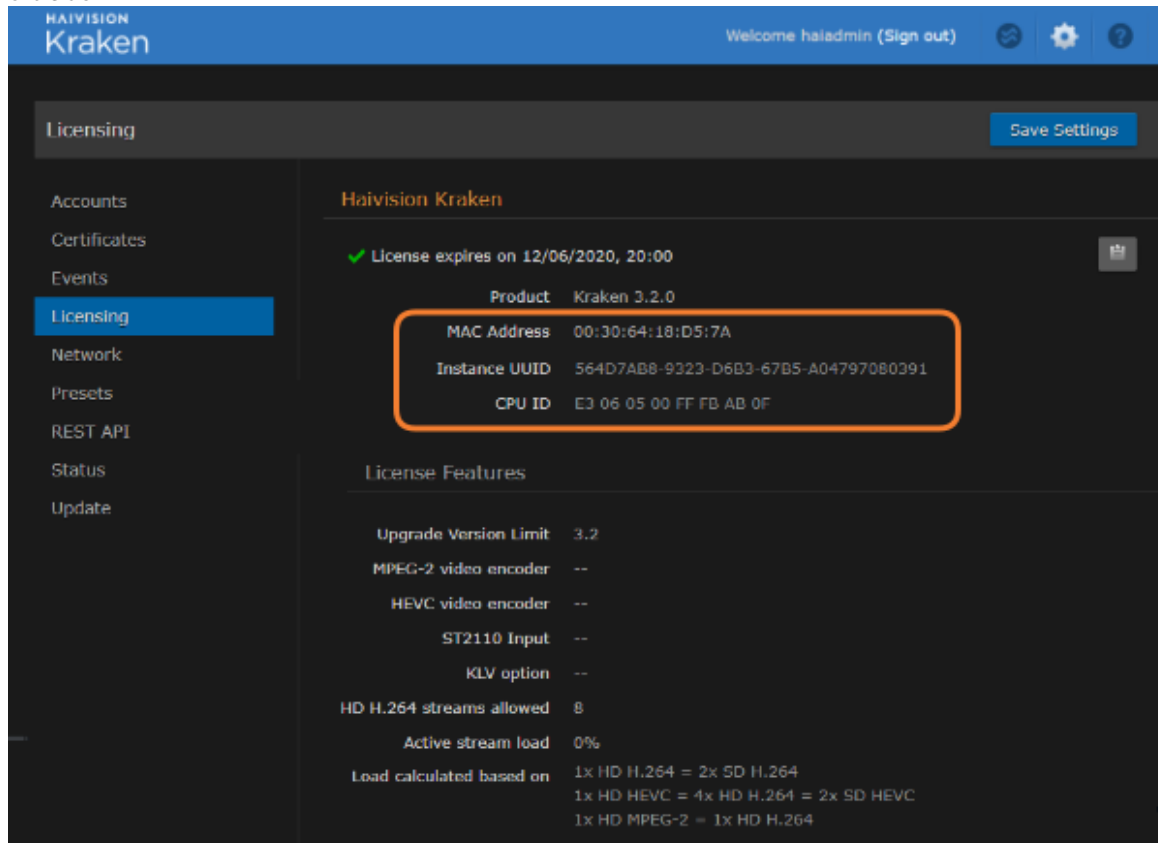 HAIVISION
Kraken
Welcome haiadmin (Sign out)
Licensing
Save Settings
Accounts
Certificates
Events
Licensing
Network
Presets
REST API
Status
Update
Haivision Kraken
License expires on 12/06/2020, 20:00
Product Kraken 3.2.0
MAC Address 00:30:64:18:D5:7A
Instance UUID 564D7AB8-9323-D6B3-67B5-A04797080391
CPU ID E3 06 05 00 FF FB AB 0F
License Features
Upgrade Version Limit 3.2
MPEG-2 video encoder --
HEVC video encoder --
ST2110 Input --
KLV option --
HD H.264 streams allowed 8
Active stream load 0%
Load calculated based on 1x HD H.264 = 2x SD H.264
1x HD HEVC = 4x HD H.264 = 2x SD HEVC
1x HD MPEG-2 = 1x HD H.264